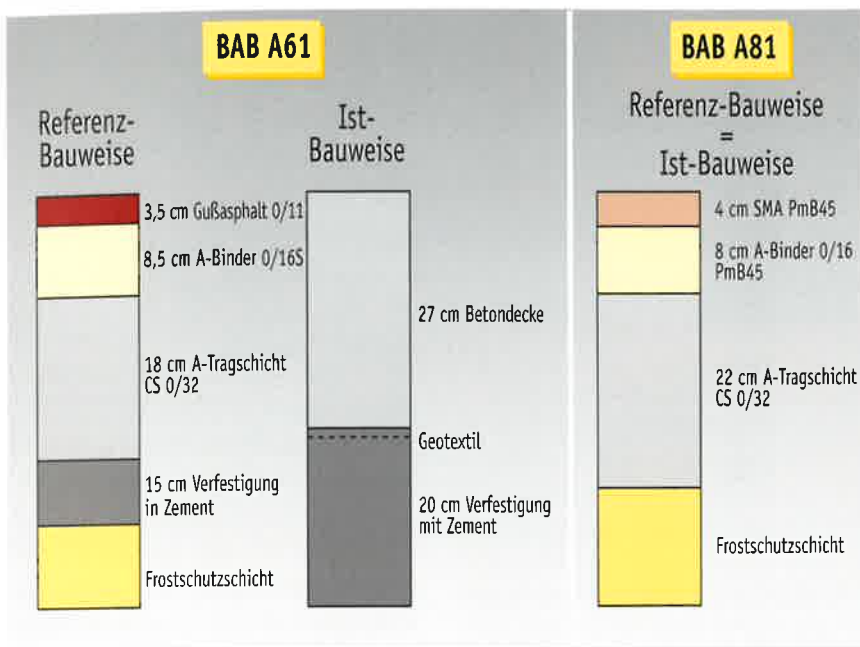 BAB A61
Referenz-
Bauweise
3,5 cm Gußasphalt 0/11
8,5 cm A-Binder 0/16S
18 cm A-Tragschicht
CS 0/32
15 cm Verfestigung
in Zement
Frostschutzschicht
Ist-
Bauweise
27 cm Betondecke
Geotextil
20 cm Verfestigung
mit Zement
BAB A81
Referenz-Bauweise
=
Ist-Bauweise
4 cm SMA PmB45
8 cm A-Binder 0/16
PmB45
22 cm A-Tragschicht
CS 0/32
Frostschutzschicht